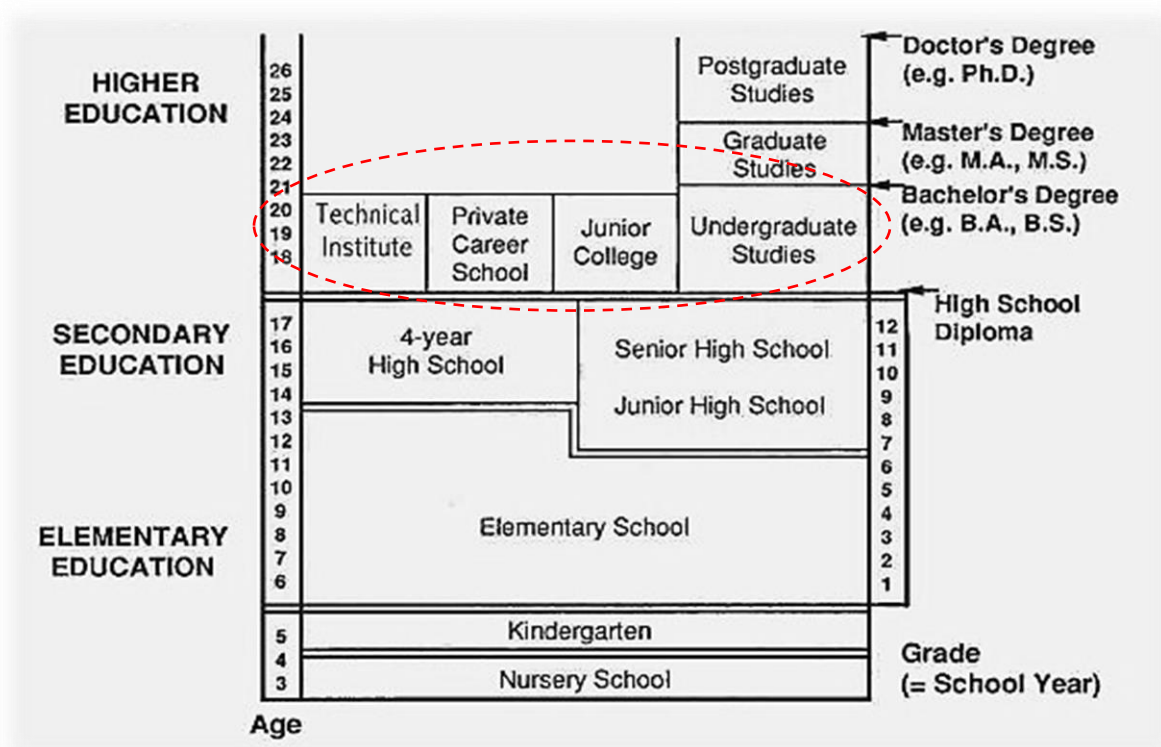 HIGHER
EDUCATION
26
25
24
23
22
21
20
19
18
Postgraduate
Studies
Graduate
Studies
Technical
Institute
Private
Career
School
Junior
College
Undergraduate
Studies
Doctor's Degree
(e.g. Ph.D.)
Master's Degree
(e.g. M.A., M.S.)
Bachelor's Degree
(e.g. B.A., B.S.)
High School
Diploma
SECONDARY
EDUCATION
17
16
15
14
13
12
11
10
9
8
7
6
4-year
High School
Senior High School
Junior High School
12
11
10
9
8
7
6
5
4
3
2
1
ELEMENTARY
EDUCATION
Elementary School
5
4
3
Kindergarten
Nursery School
Grade
(= School Year)
Age